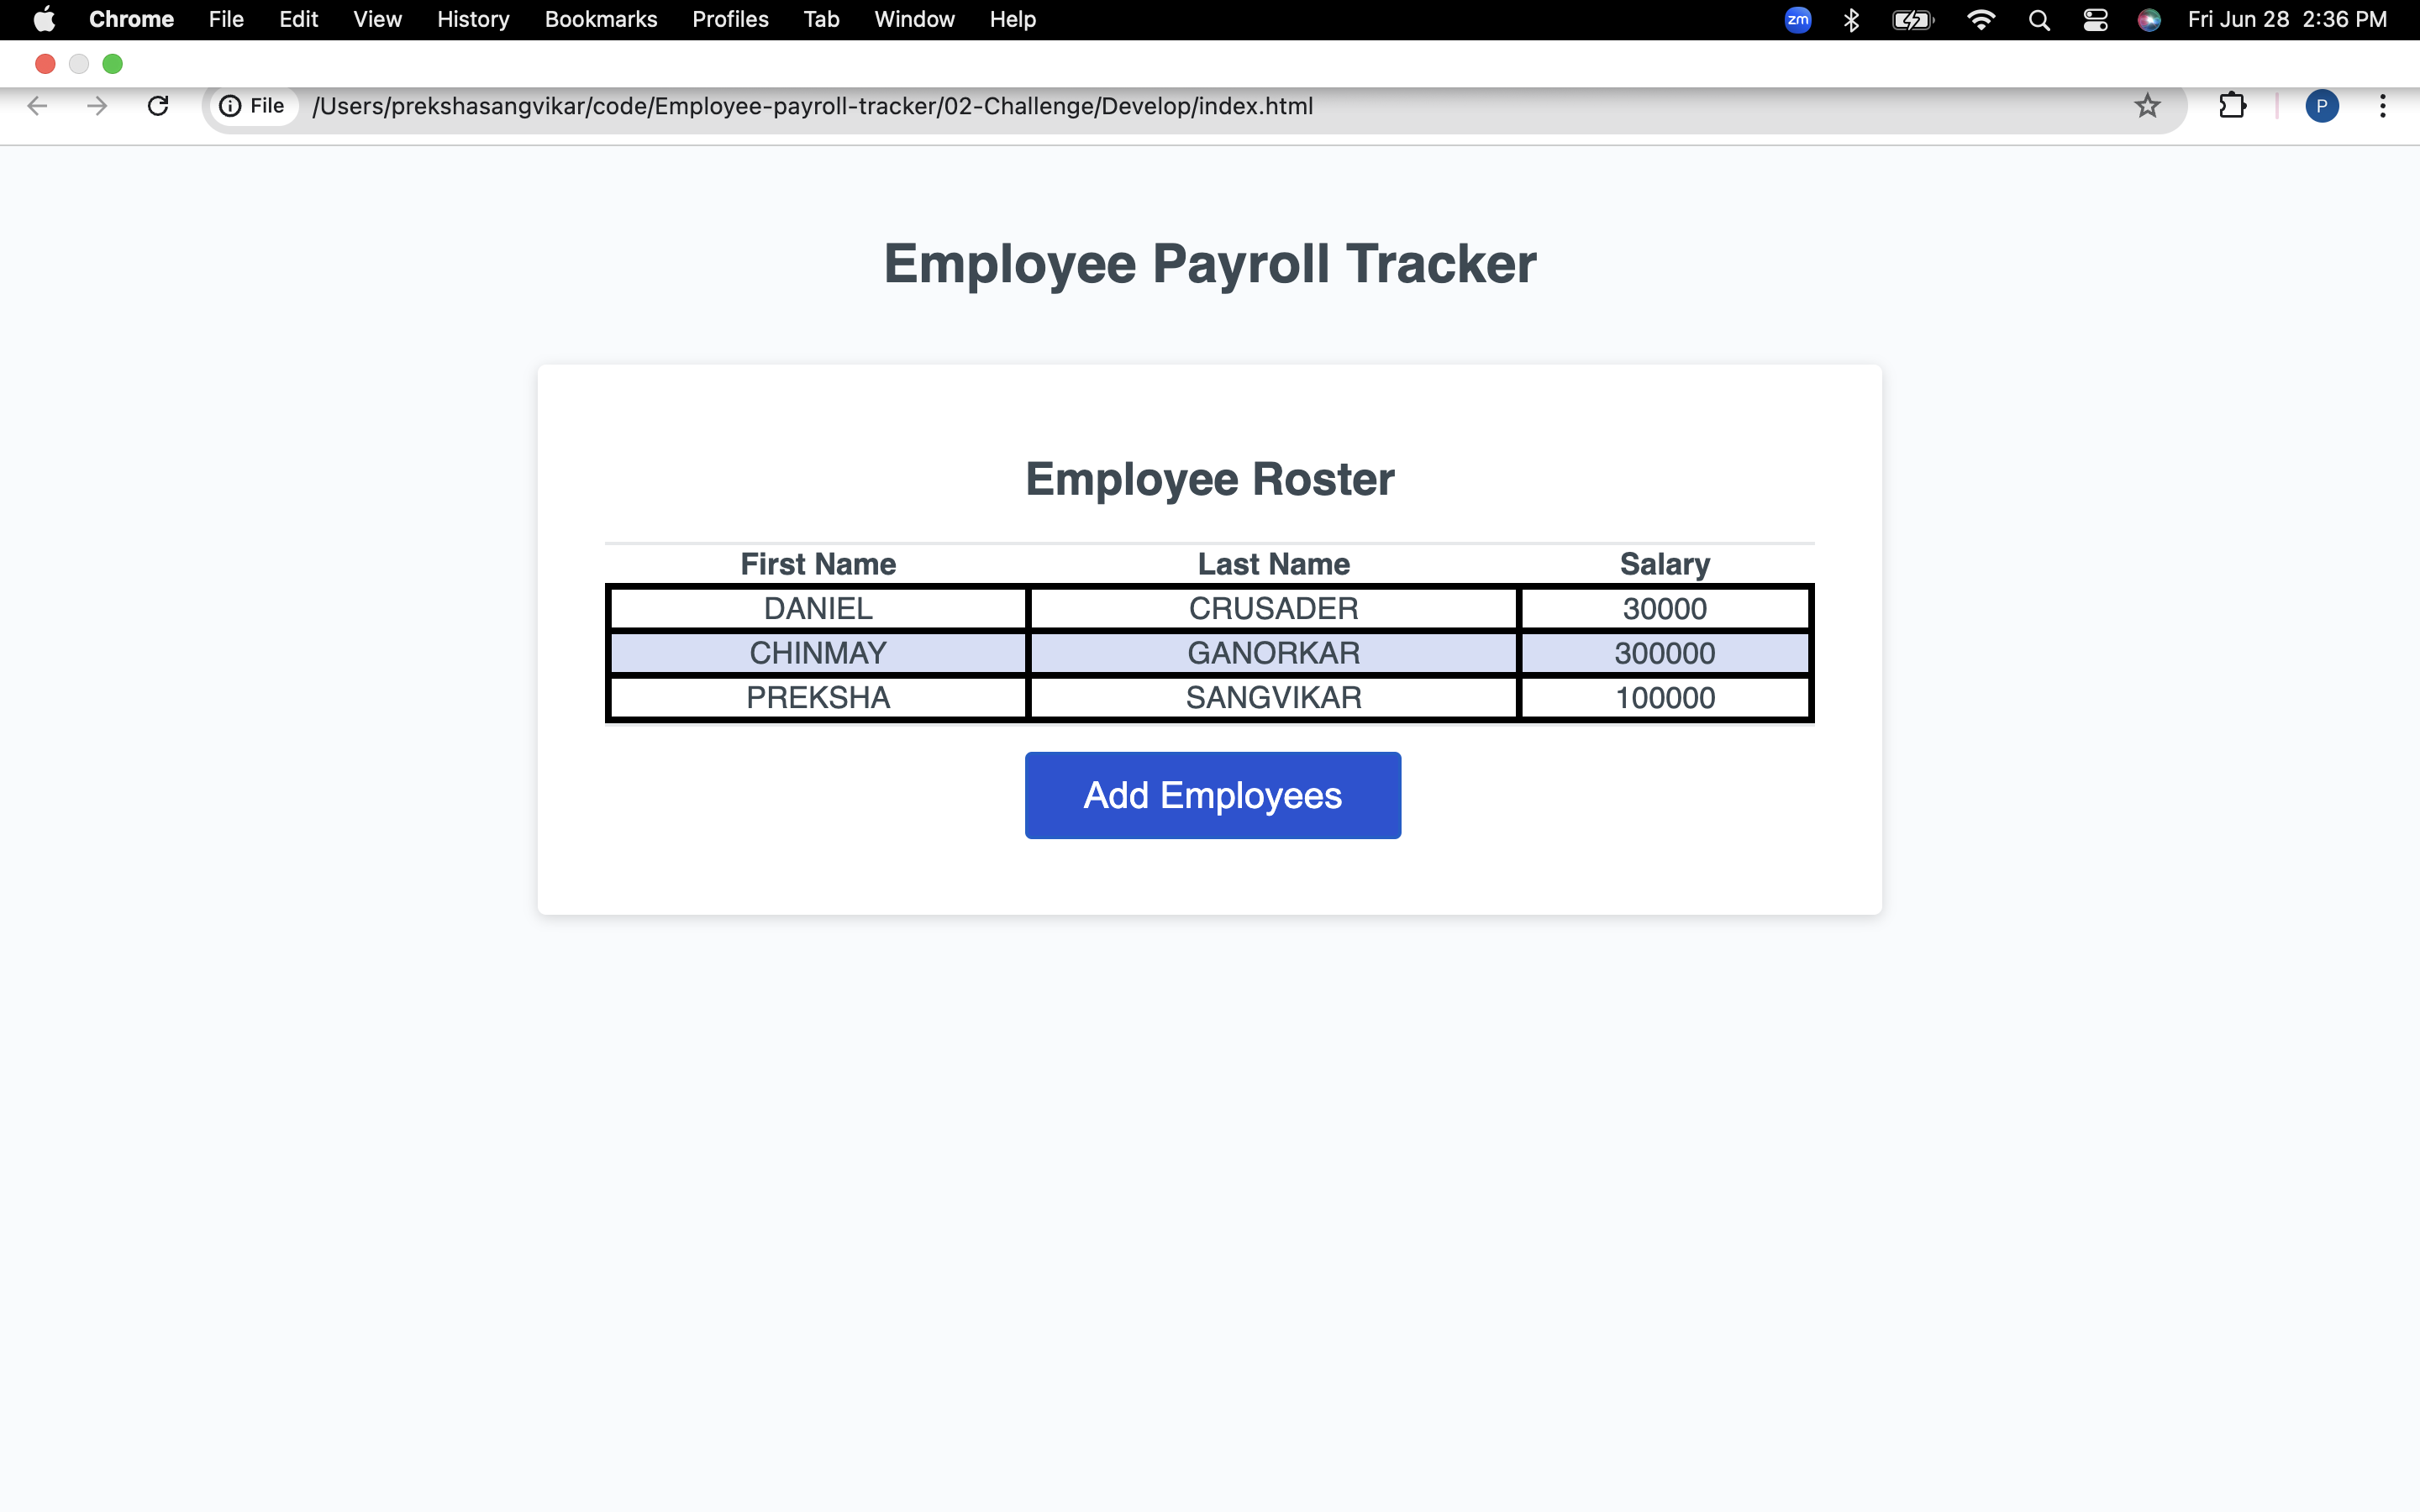 Chrome File Edit View History Bookmarks Profiles Tab Window Help zm Fri Jun 28 2:36 PM
File /Users/prekshasangvikar/code/Employee-payroll-tracker/02-Challenge/Develop/index.html P
Employee Payroll Tracker
Employee Roster
First Name Last Name Salary
DANIEL CRUSADER 30000
CHINMAY GANORKAR 300000
PREKSHA SANGVIKAR 100000
Add Employees